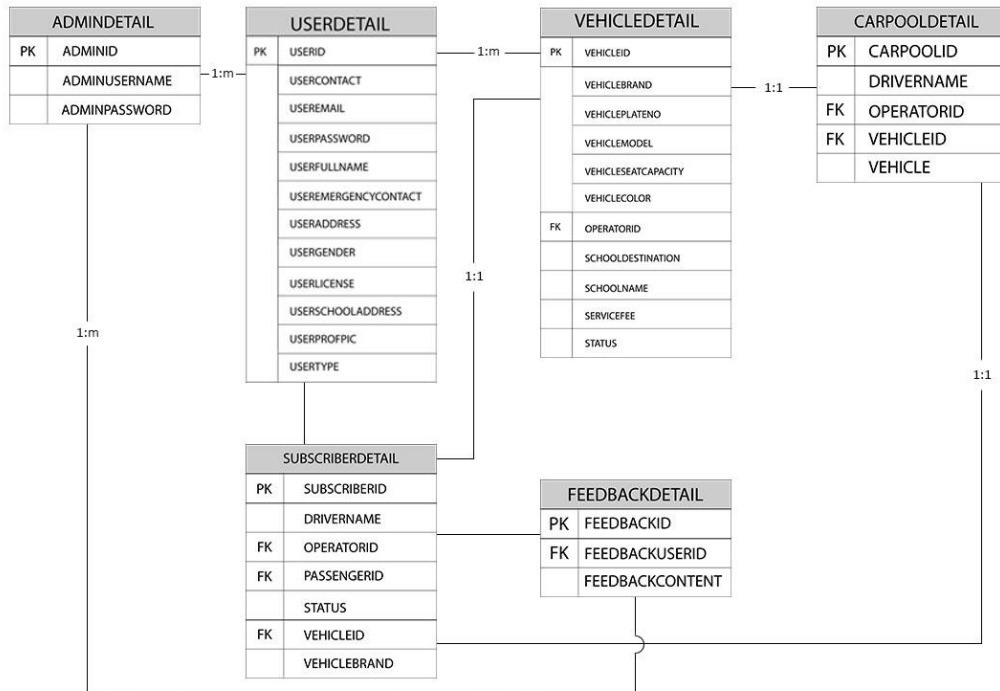 ADMINDETAIL
PK ADMINID
ADMINUSERNAME
ADMINPASSWORD
1:m
USERDETAIL
PK USERID
USERCONTACT
USEREMAIL
USERPASSWORD
USERFULLNAME
USEREMERGENCYCONTACT
USERADDRESS
USERGENDER
USERLICENSE
USERSCHOOLADDRESS
USERPROFPIC
USERTYPE
1:m
VEHICLEDETAIL
PK VEHICLEID
VEHICLEBRAND
VEHICLEPLATENO
VEHICLEMODEL
VEHICLESEATCAPACITY
VEHICLECOLOR
FK OPERATORID
SCHOOLDESTINATION
SCHOOLNAME
SERVICEFEE
STATUS
1:1
CARPOOLDETAIL
PK CARPOOLID
DRIVERNAME
FK OPERATORID
FK VEHICLEID
VEHICLE
1:1
1:m
1:1
SUBSCRIBERDETAIL
PK SUBSCRIBERID
DRIVERNAME
FK OPERATORID
FK PASSENGERID
STATUS
FK VEHICLEID
VEHICLEBRAND
FEEDBACKDETAIL
PK FEEDBACKID
FK FEEDBACKUSERID
FEEDBACKCONTENT